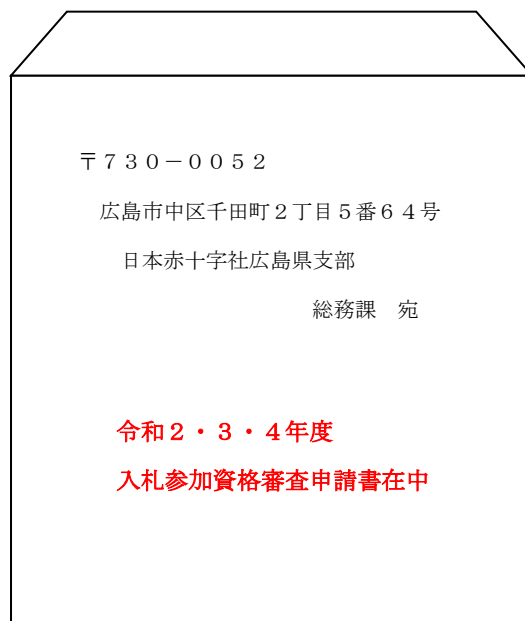 〒７３０－００５２
広島市中区千田町２丁目５番６４号
日本赤十字社広島県支部
総務課　宛
令和２・３・４年度
入札参加資格審査申請書在中